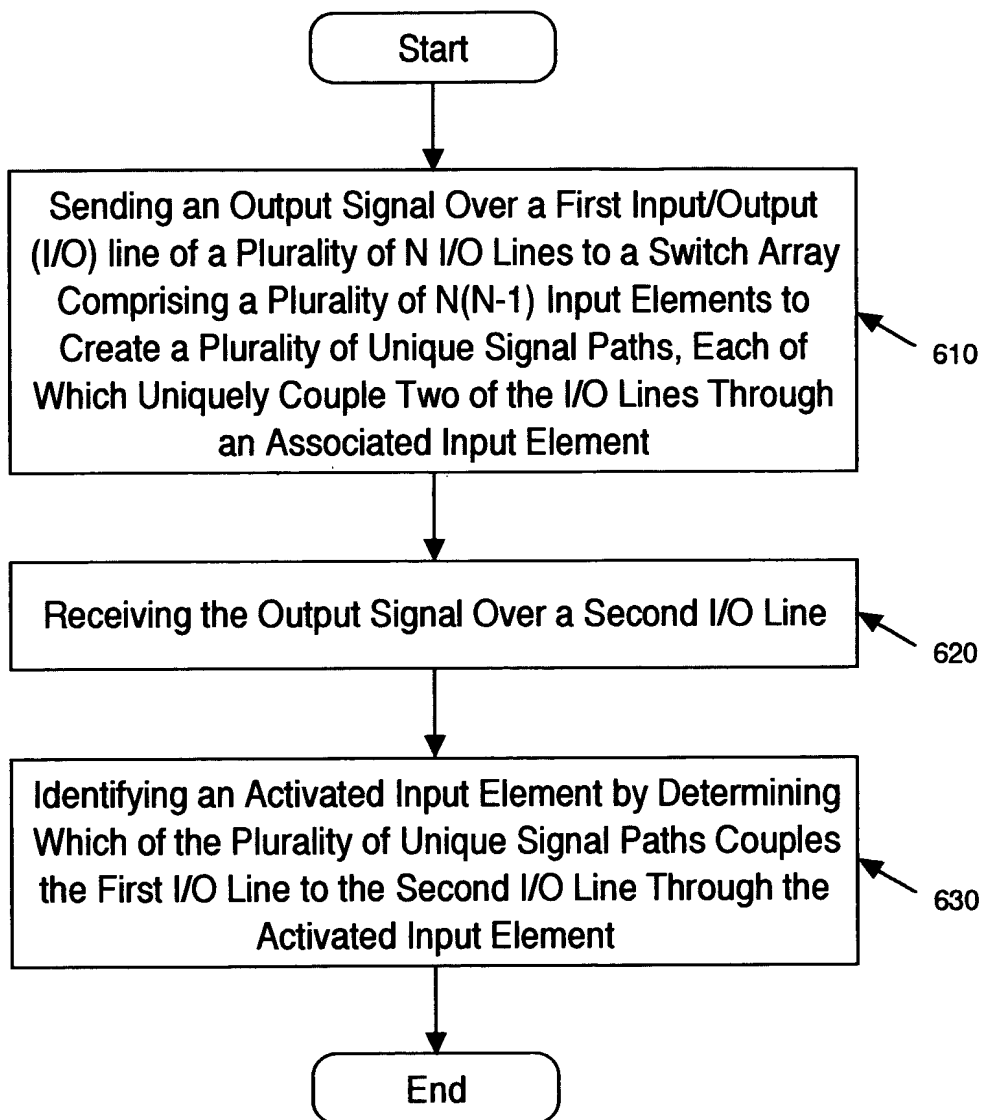 Start
Sending an Output Signal Over a First Input/Output
(I/O) line of a Plurality of N I/O Lines to a Switch Array
Comprising a Plurality of N(N-1) Input Elements to
Create a Plurality of Unique Signal Paths, Each of
Which Uniquely Couple Two of the I/O Lines Through
an Associated Input Element
610
Receiving the Output Signal Over a Second I/O Line
620
Identifying an Activated Input Element by Determining
Which of the Plurality of Unique Signal Paths Couples
the First I/O Line to the Second I/O Line Through the
Activated Input Element
630
End